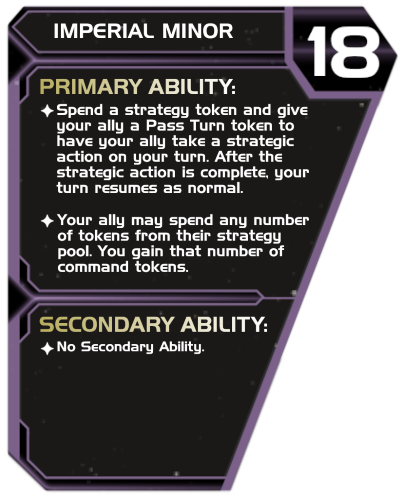 IMPERIAL MINOR
18
PRIMARY ABILITY:
Spend a strategy token and give
your ally a Pass Turn token to
have your ally take a strategic
action on your turn. After the
strategic action is complete, your
turn resumes as normal.
Your ally may spend any number
of tokens from their strategy
pool. You gain that number of
command tokens.
SECONDARY ABILITY:
No Secondary Ability.